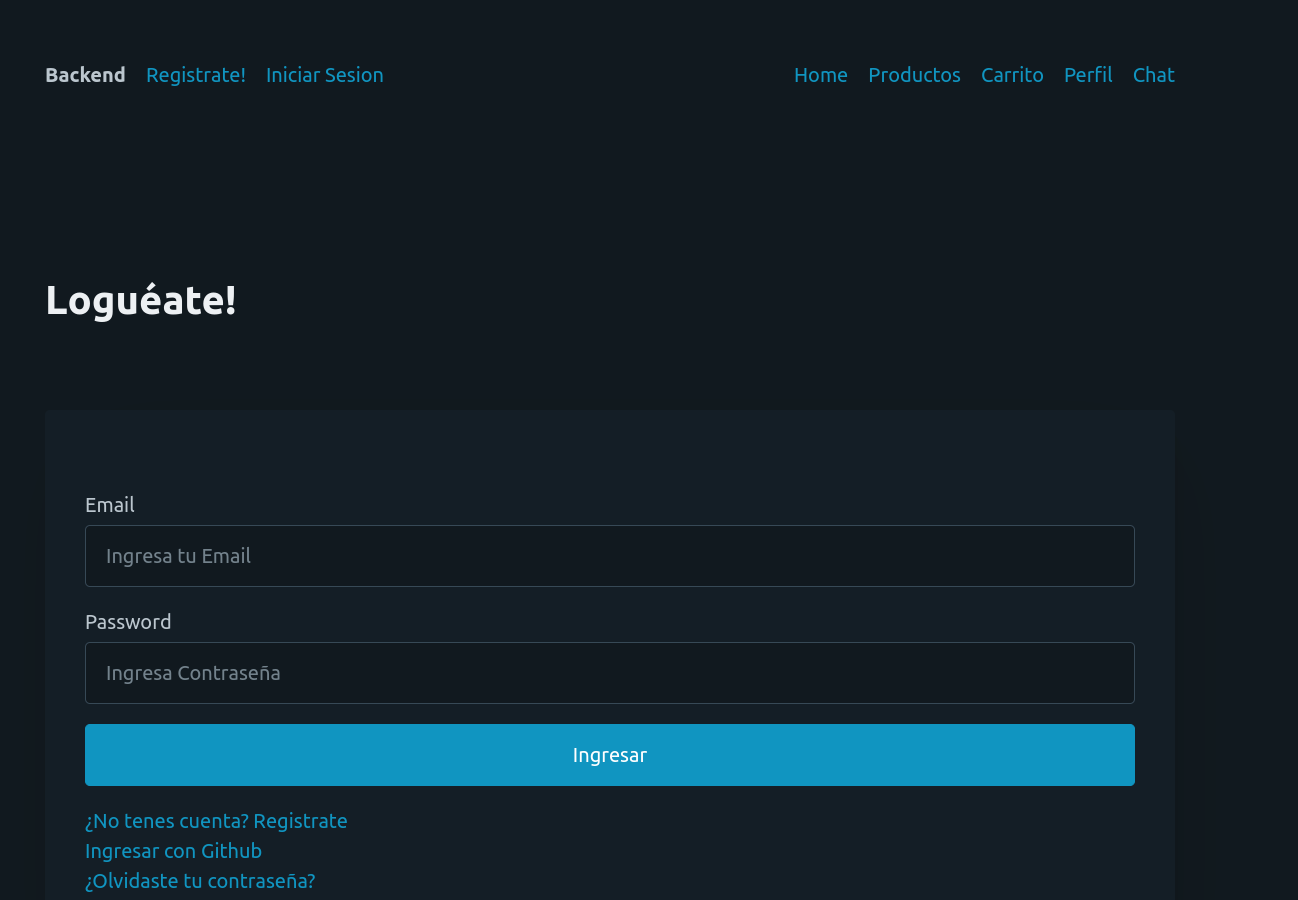 Backend Registrate! Iniciar Sesion Home Productos Carrito Perfil Chat
Loguéate!
Email
Ingresa tu Email
Password
Ingresa Contraseña
Ingresar
¿No tenes cuenta? Registrate
Ingresar con Github
¿Olvidaste tu contraseña?